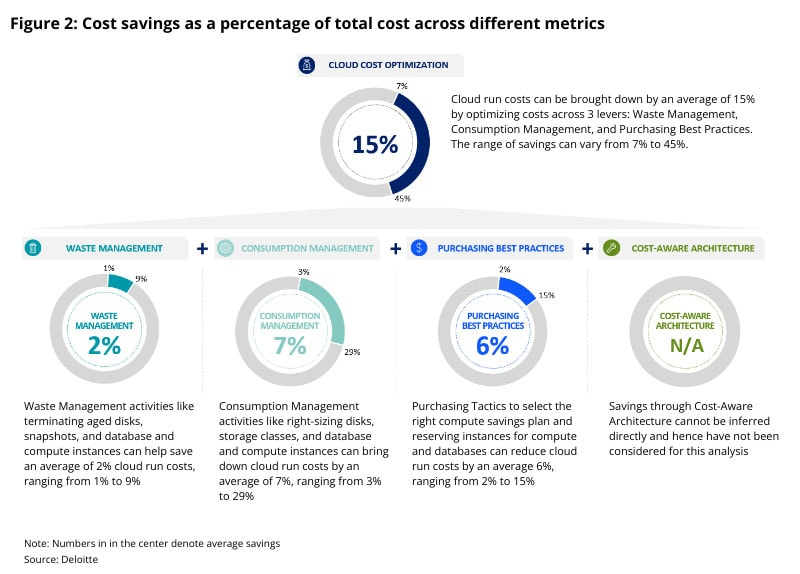 Figure 2: Cost savings as a percentage of total cost across different metrics
CLOUD COST OPTIMIZATION
7%
15%
45%
Cloud run costs can be brought down by an average of 15%
by optimizing costs across 3 levers: Waste Management,
Consumption Management, and Purchasing Best Practices.
The range of savings can vary from 7% to 45%.
WASTE MANAGEMENT
+
CONSUMPTION MANAGEMENT
+
PURCHASING BEST PRACTICES
+
COST-AWARE ARCHITECTURE
1%
9%
WASTE
MANAGEMENT
2%
3%
29%
CONSUMPTION
MANAGEMENT
7%
2%
15%
PURCHASING
BEST PRACTICES
6%
COST-AWARE
ARCHITECTURE
N/A
Waste Management activities like
terminating aged disks,
snapshots, and database and
compute instances can help save
an average of 2% cloud run costs,
ranging from 1% to 9%
Consumption Management
activities like right-sizing disks,
storage classes, and database
and compute instances can bring
down cloud run costs by an
average of 7%, ranging from 3%
to 29%
Purchasing Tactics to select the
right compute savings plan and
reserving instances for compute
and databases can reduce cloud
run costs by an average 6%,
ranging from 2% to 15%
Savings through Cost-Aware
Architecture cannot be inferred
directly and hence have not been
considered for this analysis
Note: Numbers in in the center denote average savings
Source: Deloitte